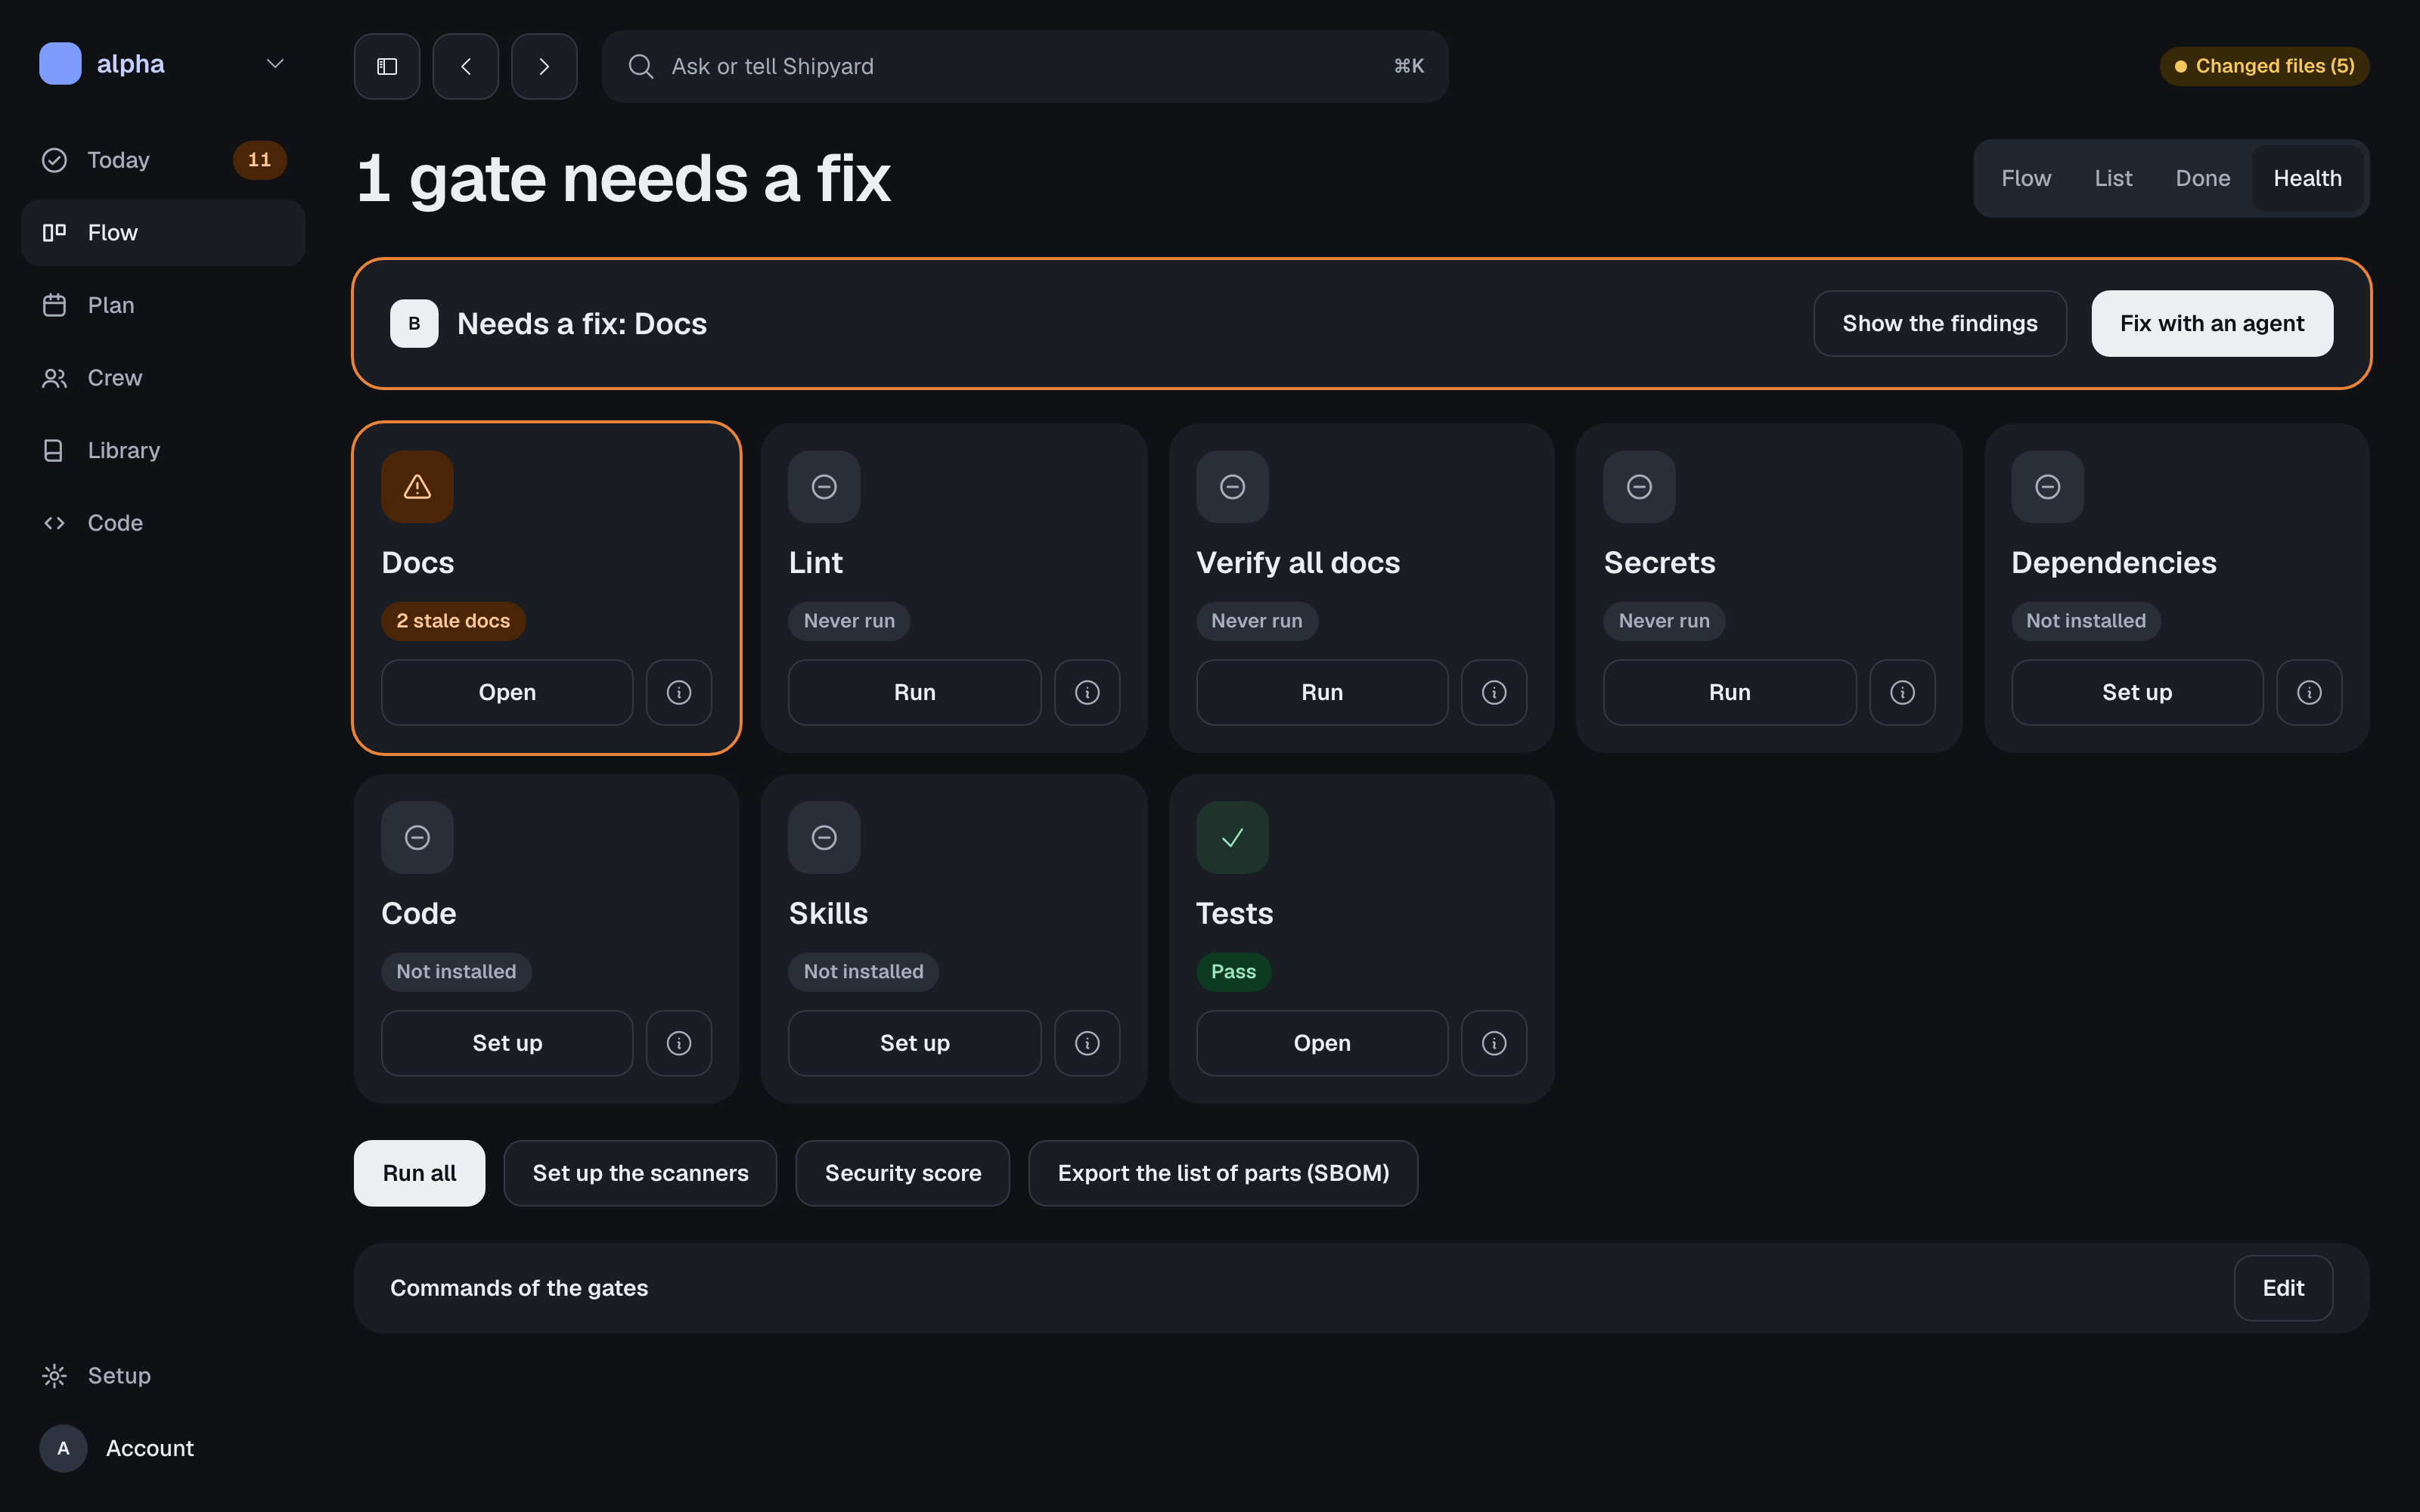 alpha
Ask or tell Shipyard
⌘K
Changed files (5)
Today
11
Flow
Plan
Crew
Library
Code
Setup
A
Account
1 gate needs a fix
Flow
List
Done
Health
B
Needs a fix: Docs
Show the findings
Fix with an agent
Docs
2 stale docs
Open
Lint
Never run
Run
Verify all docs
Never run
Run
Secrets
Never run
Run
Dependencies
Not installed
Set up
Code
Not installed
Set up
Skills
Not installed
Set up
Tests
Pass
Open
Run all
Set up the scanners
Security score
Export the list of parts (SBOM)
Commands of the gates
Edit